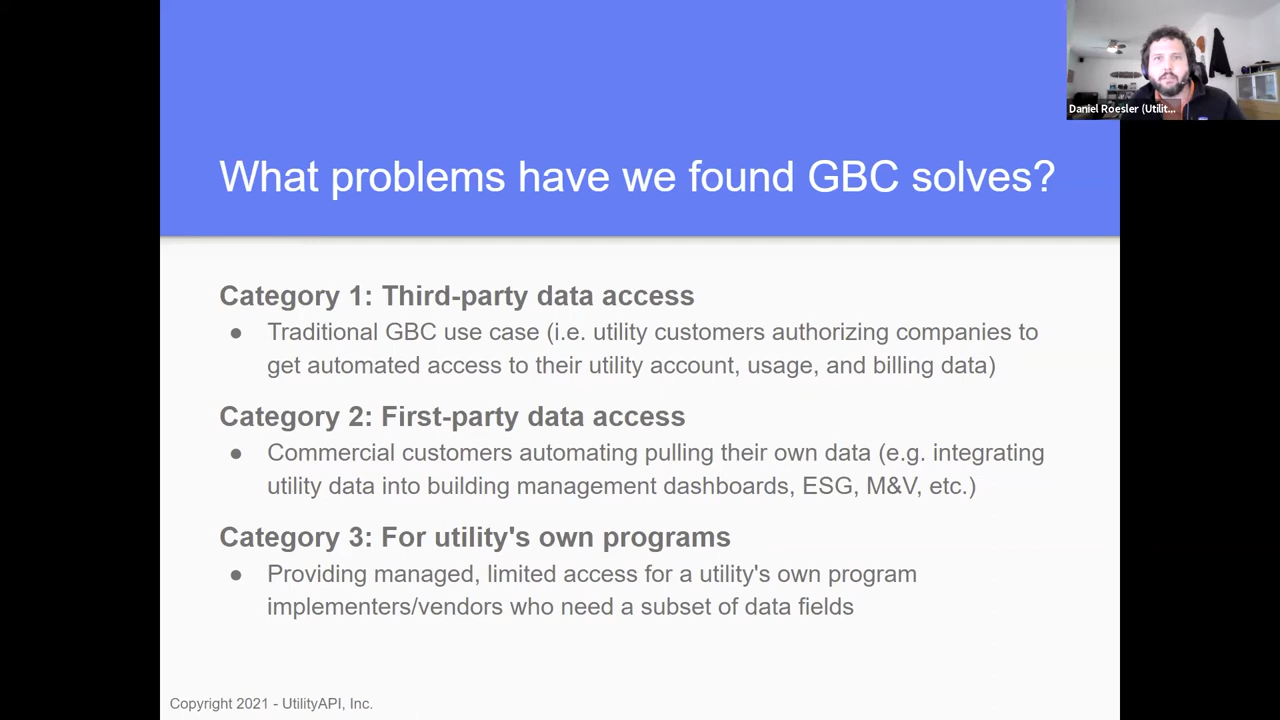 Daniel Roesler (Utilit...
What problems have we found GBC solves?
Category 1: Third-party data access
● Traditional GBC use case (i.e. utility customers authorizing companies to
get automated access to their utility account, usage, and billing data)
Category 2: First-party data access
● Commercial customers automating pulling their own data (e.g. integrating
utility data into building management dashboards, ESG, M&V, etc.)
Category 3: For utility's own programs
● Providing managed, limited access for a utility's own program
implementers/vendors who need a subset of data fields
Copyright 2021 - UtilityAPI, Inc.